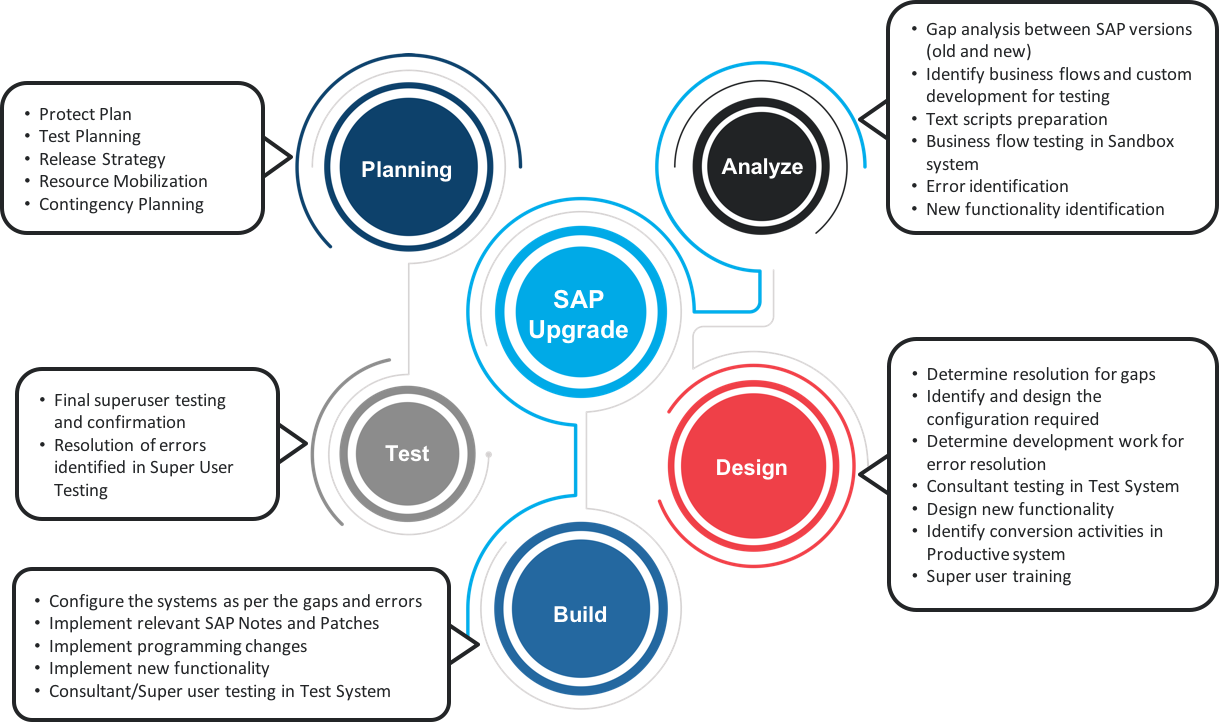 • Protect Plan
• Test Planning
• Release Strategy
• Resource Mobilization
• Contingency Planning
Planning
Analyze
• Gap analysis between SAP versions
(old and new)
• Identify business flows and custom
development for testing
• Text scripts preparation
• Business flow testing in Sandbox
system
• Error identification
• New functionality identification
SAP
Upgrade
• Final superuser testing
and confirmation
• Resolution of errors
identified in Super User
Testing
Test
Design
• Determine resolution for gaps
• Identify and design the
configuration required
• Determine development work for
error resolution
• Consultant testing in Test System
• Design new functionality
• Identify conversion activities in
Productive system
• Super user training
• Configure the systems as per the gaps and errors
• Implement relevant SAP Notes and Patches
• Implement programming changes
• Implement new functionality
• Consultant/Super user testing in Test System
Build